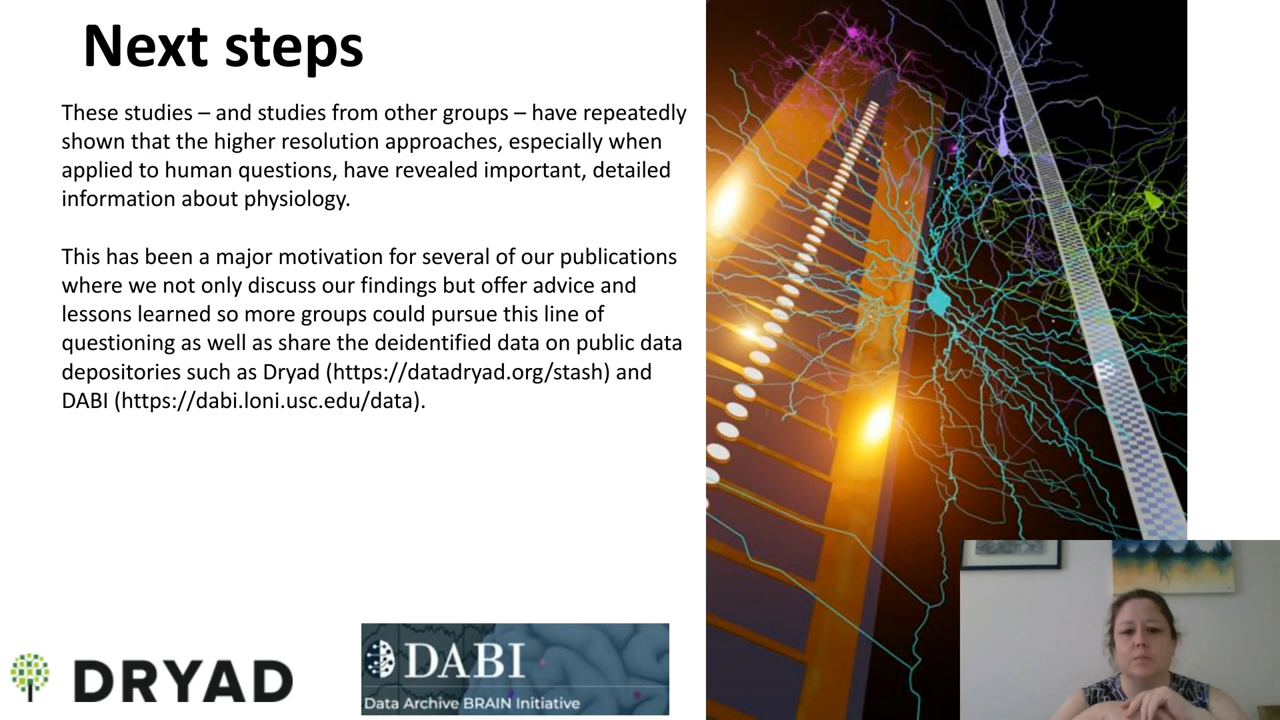 Next steps
These studies – and studies from other groups – have repeatedly
shown that the higher resolution approaches, especially when
applied to human questions, have revealed important, detailed
information about physiology.
This has been a major motivation for several of our publications
where we not only discuss our findings but offer advice and
lessons learned so more groups could pursue this line of
questioning as well as share the deidentified data on public data
depositories such as Dryad (https://datadryad.org/stash) and
DABI (https://dabi.loni.usc.edu/data).
DRYAD
DABI
Data Archive BRAIN Initiative